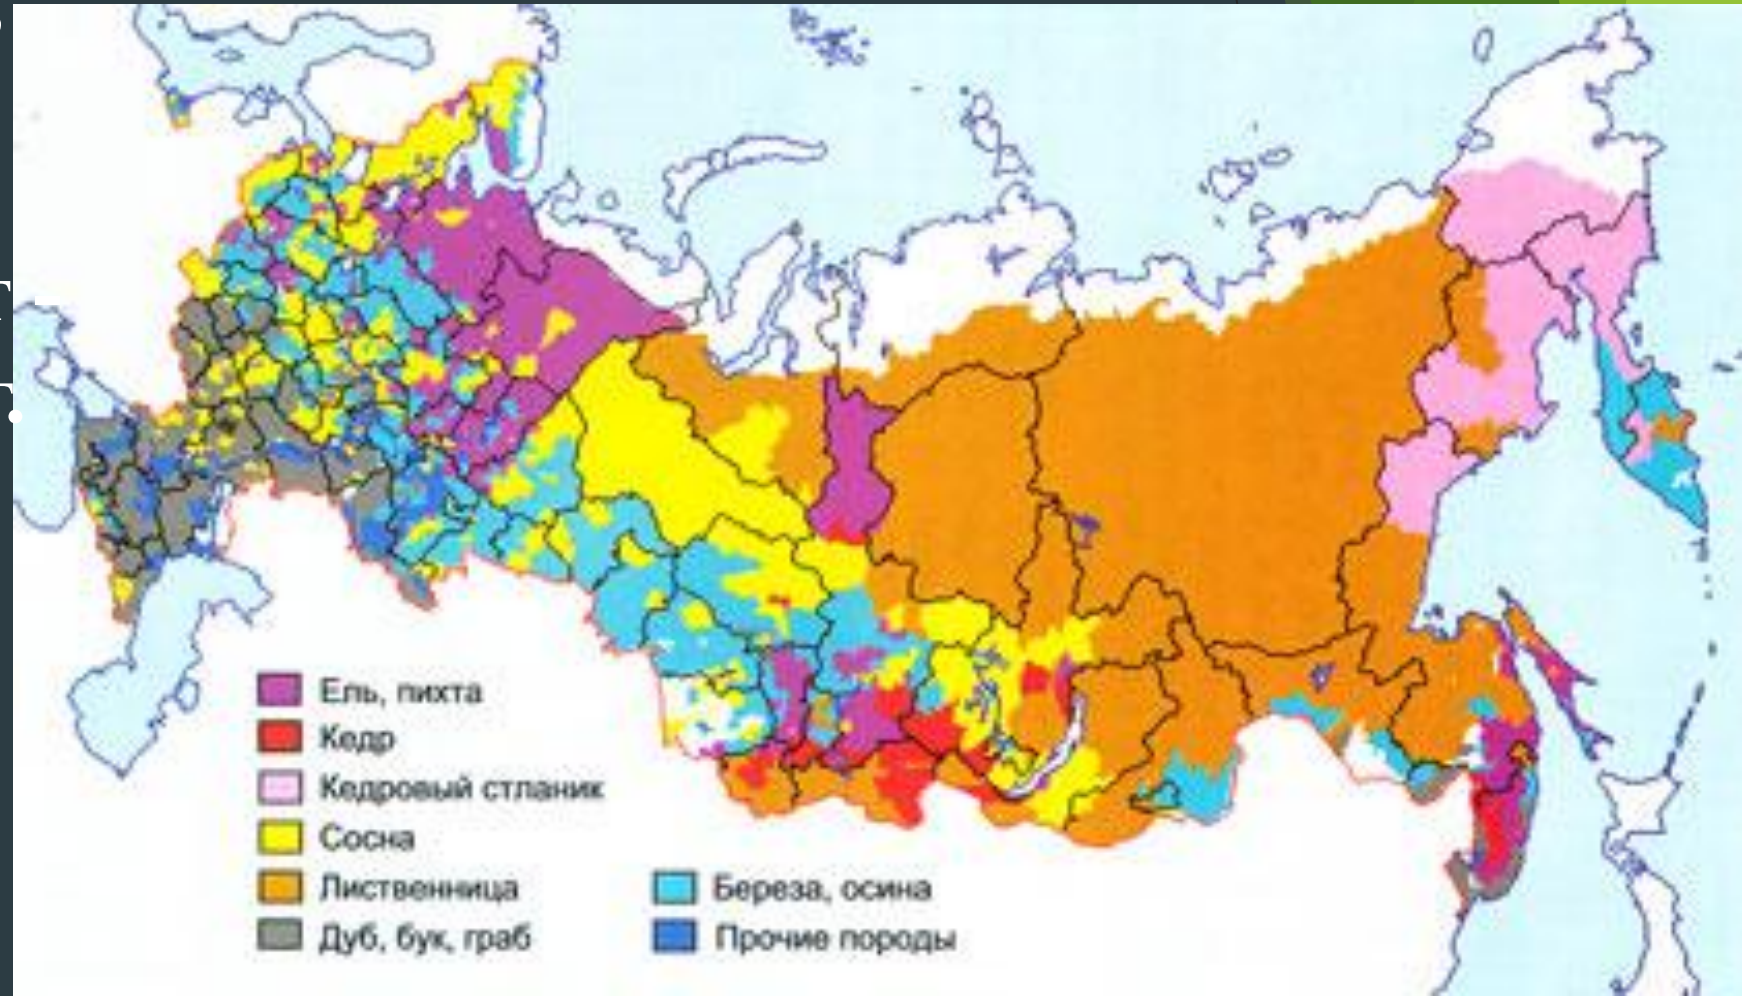 Ель, пихта
Кедр
Кедровый стланик
Сосна
Лиственница
Дуб, бук, граб
Береза, осина
Прочие породы